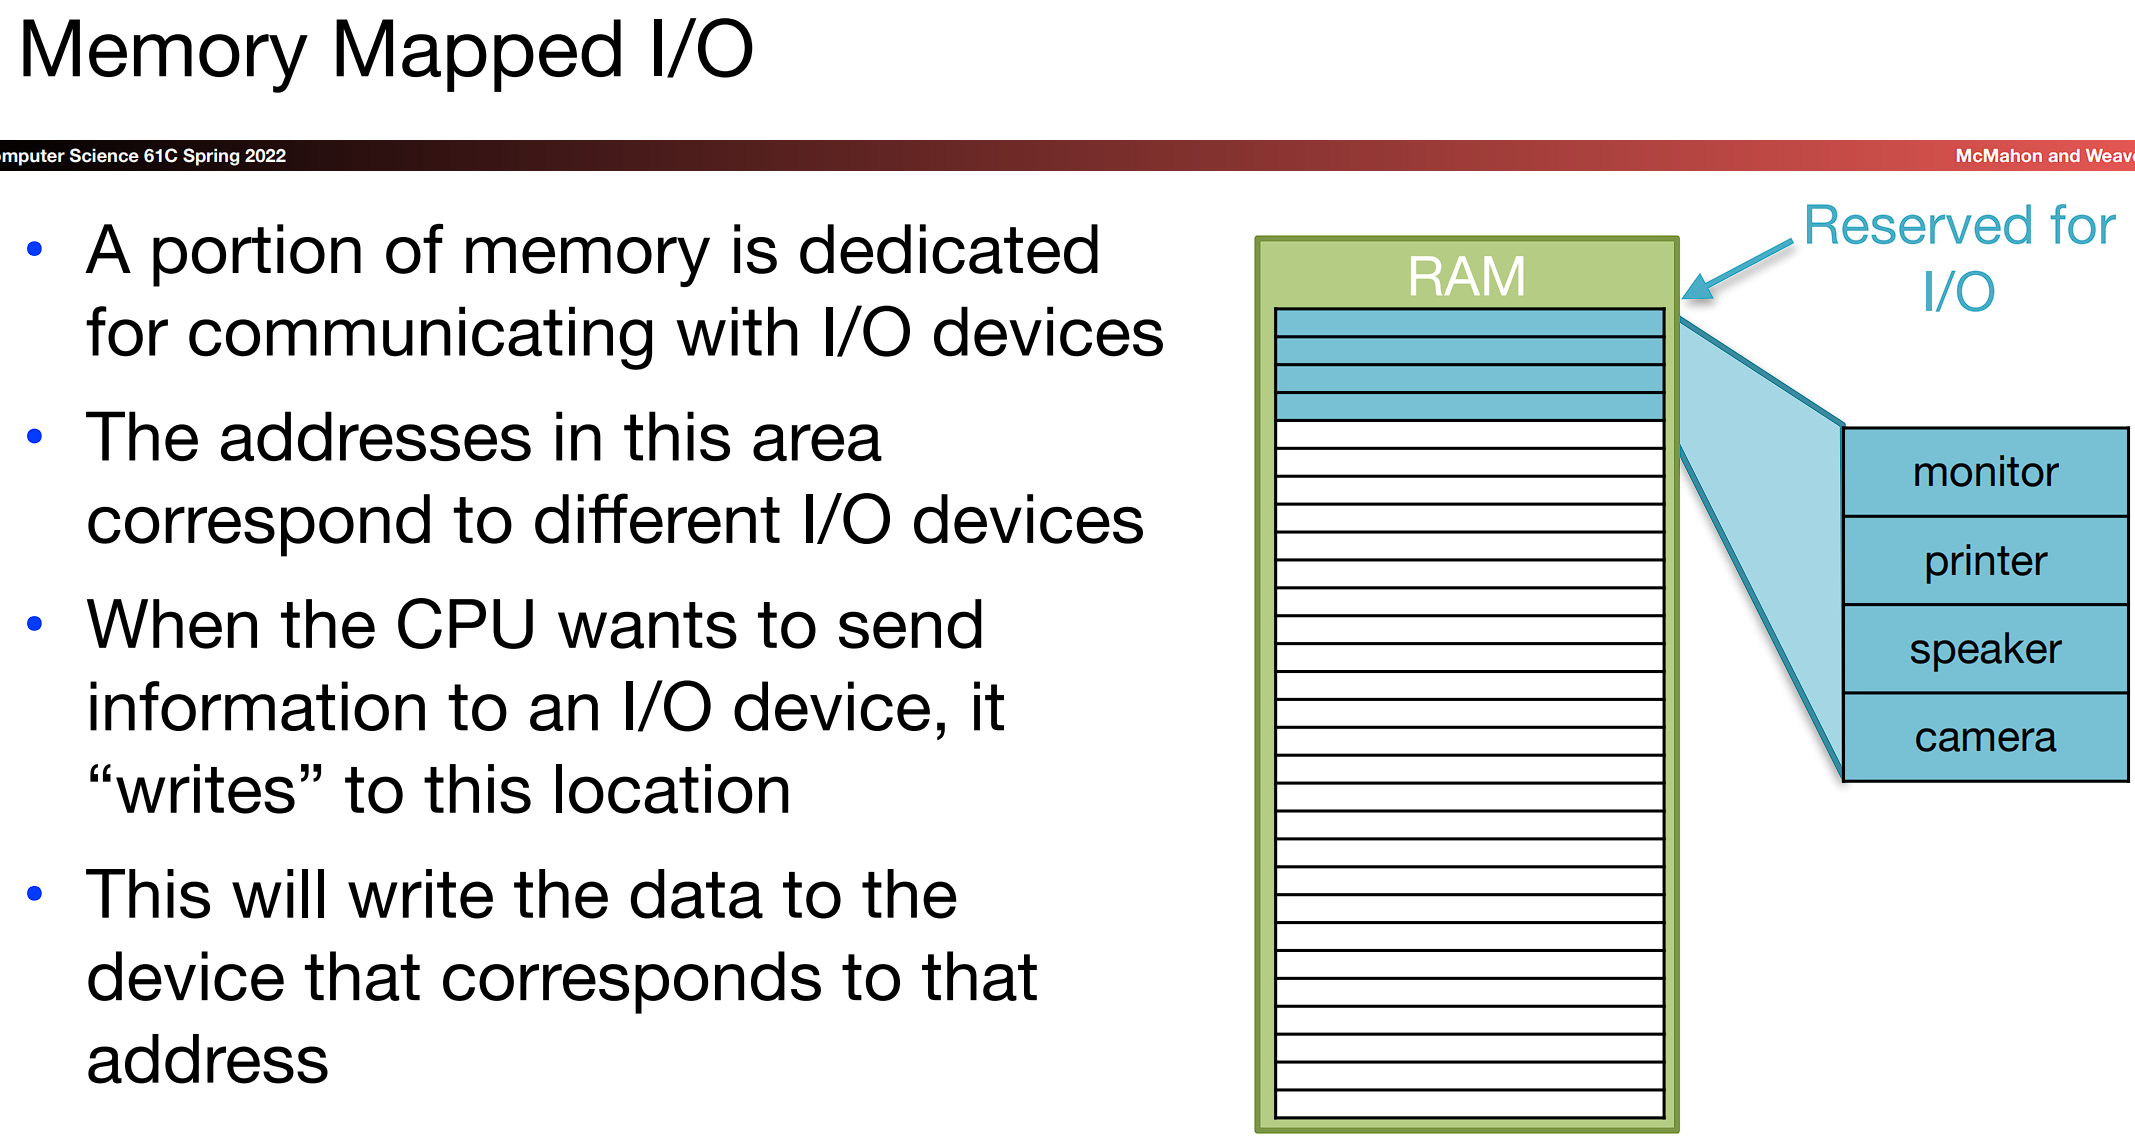 Memory Mapped I/O
omputer Science 61C Spring 2022
McMahon and Weav
• A portion of memory is dedicated
for communicating with I/O devices
• The addresses in this area
correspond to different I/O devices
• When the CPU wants to send
information to an I/O device, it
“writes” to this location
• This will write the data to the
device that corresponds to that
address
RAM
Reserved for
I/O
monitor
printer
speaker
camera